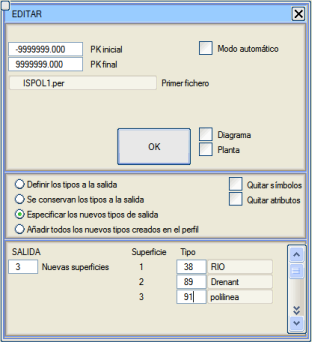 EDITAR
-9999999.000 PK inicial Modo automático
9999999.000 PK final
ISPOL1.per Primer fichero
OK
Diagrama
Planta
Definir los tipos a la salida Quitar símbolos
Se conservan los tipos a la salida Quitar atributos
Especificar los nuevos tipos de salida
Añadir todos los nuevos tipos creados en el perfil
SALIDA Superficie Tipo
3 Nuevas superficies 1 38 RIO
2 89 Drenant
3 91 polilinea